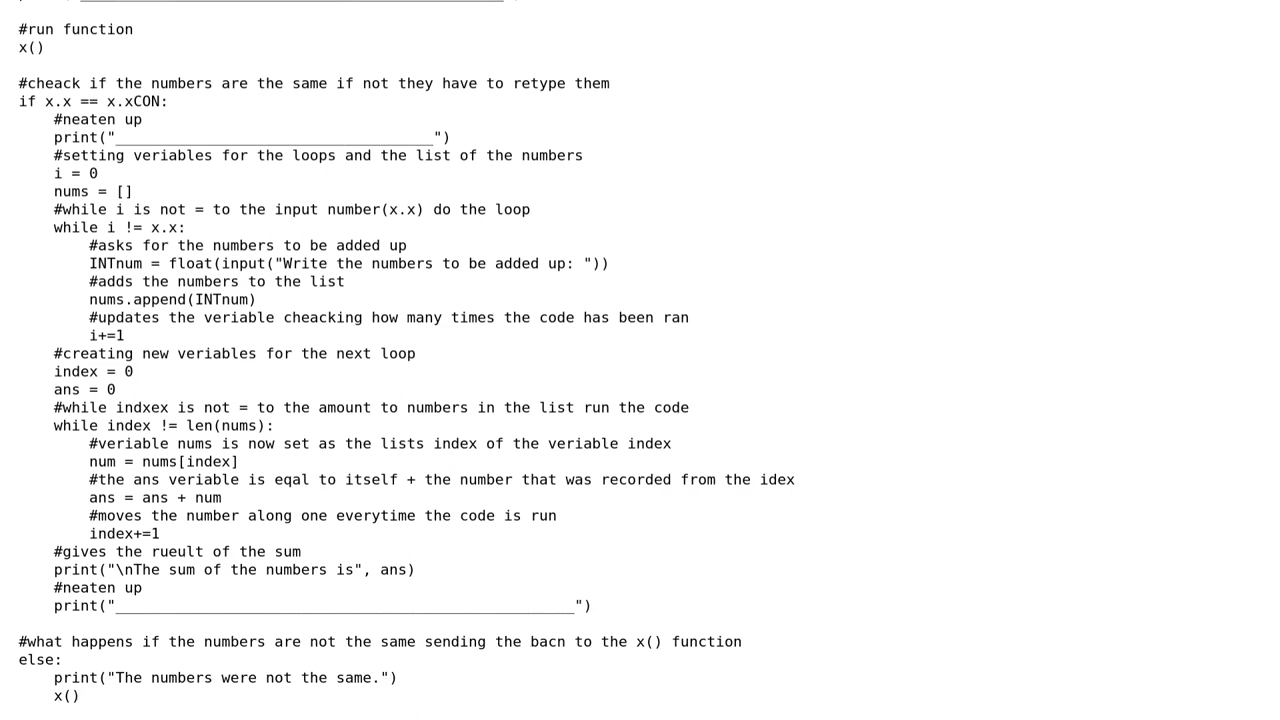 #run function
x()
#cheack if the numbers are the same if not they have to retype them
if x.x == x.xCON:
    #neaten up
    print("____________________________________")
    #setting veriables for the loops and the list of the numbers
    i = 0
    nums = []
    #while i is not = to the input number(x.x) do the loop
    while i != x.x:
        #asks for the numbers to be added up
        INTnum = float(input("Write the numbers to be added up: "))
        #adds the numbers to the list
        nums.append(INTnum)
        #updates the veriable cheacking how many times the code has been ran
        i+=1
    #creating new veriables for the next loop
    index = 0
    ans = 0
    #while indxex is not = to the amount to numbers in the list run the code
    while index != len(nums):
        #veriable nums is now set as the lists index of the veriable index
        num = nums[index]
        #the ans veriable is eqal to itself + the number that was recorded from the idex
        ans = ans + num
        #moves the number along one everytime the code is run
        index+=1
    #gives the rueult of the sum
    print("\nThe sum of the numbers is", ans)
    #neaten up
    print("____________________________________________________")
#what happens if the numbers are not the same sending the bacn to the x() function
else:
    print("The numbers were not the same.")
    x()